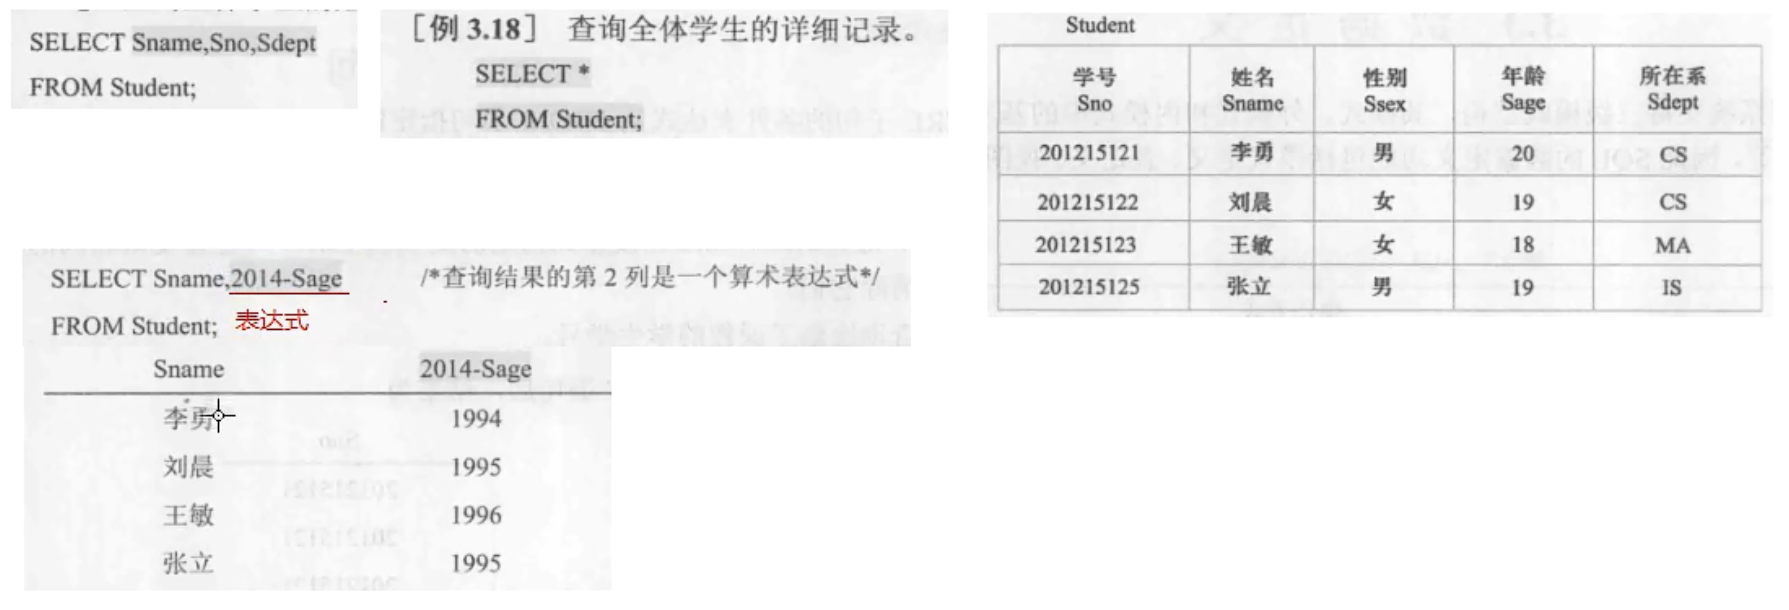 SELECT Sname,Sno,Sdept
FROM Student;
[例 3.18] 查询全体学生的详细记录。
SELECT *
FROM Student;
Student
学号 姓名 性别 年龄 所在系
Sno Sname Ssex Sage Sdept
201215121 李勇 男 20 CS
201215122 刘晨 女 19 CS
201215123 王敏 女 18 MA
201215125 张立 男 19 IS
SELECT Sname,2014-Sage /*查询结果的第 2 列是一个算术表达式*/
FROM Student; 表达式
Sname 2014-Sage
李勇 1994
刘晨 1995
王敏 1996
张立 1995